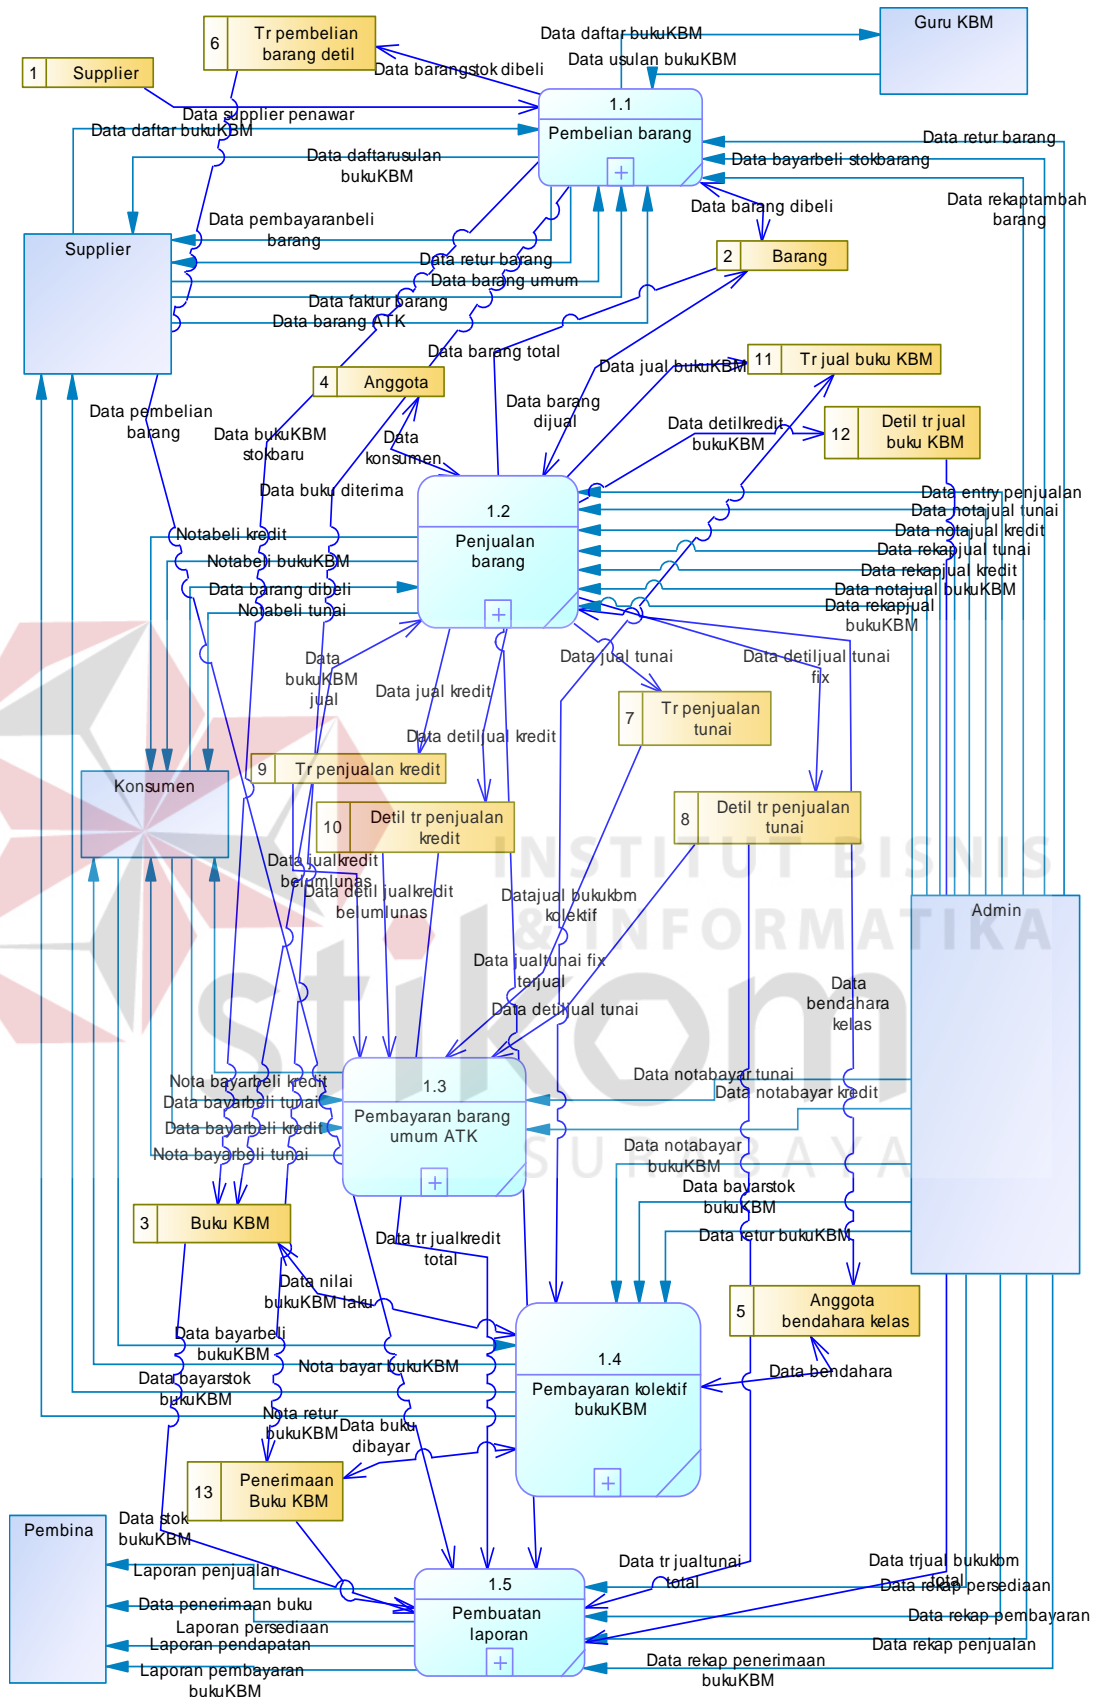 6
Tr pembelian
barang detil
Guru KBM
Data daftar bukuKBM
Data usulan bukuKBM
1
Supplier
Data barangstok dibeli
1.1
Pembelian barang
Data supplier penawar
Data daftar bukuKBM
Data daftarusulan
bukuKBM
Data retur barang
Data bayarbeli stokbarang
Data rekaptambah
barang
Data barang dibeli
Data pembayaranbeli
barang
Supplier
Data retur barang
Data barang umum
Data faktur barang
Data barang ATK
2
Barang
Data barang total
Data jual bukuKBM
11
Tr jual buku KBM
4
Anggota
Data barang
dijual
Data pembelian
barang
Data bukuKBM
stokbaru
Data
konsumen
Data detilkredit
bukuKBM
12
Detil tr jual
buku KBM
Data buku diterima
1.2
Penjualan
barang
Data entry penjualan
Data notajual tunai
Data notajual kredit
Data rekapjual tunai
Data rekapjual kredit
Data notajual bukuKBM
Data rekapjual
bukuKBM
Notabeli kredit
Notabeli bukuKBM
Data barang dibeli
Notabeli tunai
Data
bukuKBM
jual
Data jual kredit
Data jual tunai
Data detiljual tunai
fix
Data detiljual kredit
7
Tr penjualan
tunai
9
Tr penjualan kredit
Konsumen
10
Detil tr penjualan
kredit
8
Detil tr penjualan
tunai
INSTITUT BISNIS
& INFORMATIKA
stikom
SURABAYA
Data jualkredit
belumlunas
Data detil jualkredit
belumlunas
Datajual bukukbm
kolektif
Admin
Data jualtunai fix
terjual
Data detiljual tunai
Data
bendahara
kelas
1.3
Pembayaran barang
umum ATK
Nota bayarbeli kredit
Data bayarbeli tunai
Data bayarbeli kredit
Nota bayarbeli tunai
Data notabayar tunai
Data notabayar kredit
Data notabayar
bukuKBM
Data bayarstok
bukuKBM
Data retur bukuKBM
3
Buku KBM
Data tr jualkredit
total
Data nilai
bukuKBM laku
5
Anggota
bendahara kelas
Data bayarbeli
bukuKBM
Nota bayar bukuKBM
1.4
Pembayaran kolektif
bukuKBM
Data bendahara
Data bayarstok
bukuKBM
Nota retur
bukuKBM
Data buku
dibayar
13
Penerimaan
Buku KBM
Pembina
Data stok
bukuKBM
Laporan penjualan
Data penerimaan buku
Laporan persediaan
Laporan pendapatan
Laporan pembayaran
bukuKBM
1.5
Pembuatan
laporan
Data tr jualtunai
total
Data trjual bukukbm
total
Data rekap persediaan
Data rekap pembayaran
Data rekap penjualan
Data rekap penerimaan
bukuKBM